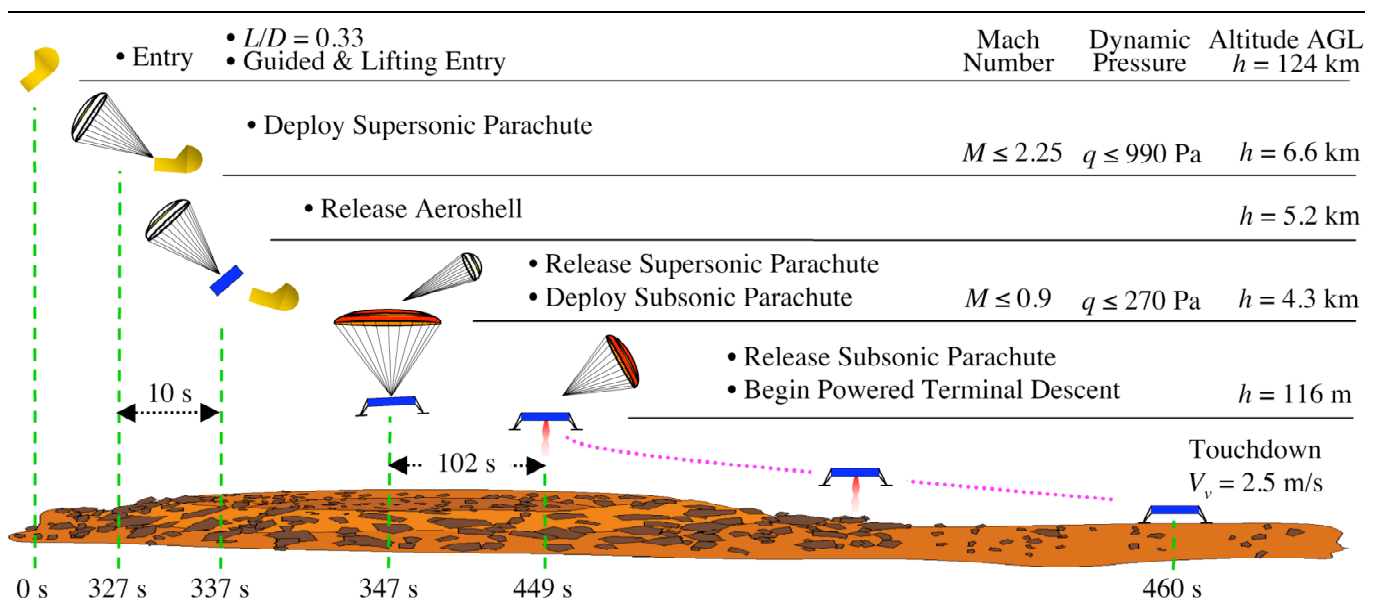 • Entry
• L/D = 0.33
• Guided & Lifting Entry
Mach Number
Dynamic Pressure
Altitude AGL
h = 124 km
• Deploy Supersonic Parachute
M ≤ 2.25 q ≤ 990 Pa h = 6.6 km
• Release Aeroshell
h = 5.2 km
• Release Supersonic Parachute
• Deploy Subsonic Parachute
M ≤ 0.9 q ≤ 270 Pa h = 4.3 km
• Release Subsonic Parachute
• Begin Powered Terminal Descent
h = 116 m
10 s
102 s
Touchdown
Vv = 2.5 m/s
0 s 327 s 337 s 347 s 449 s 460 s